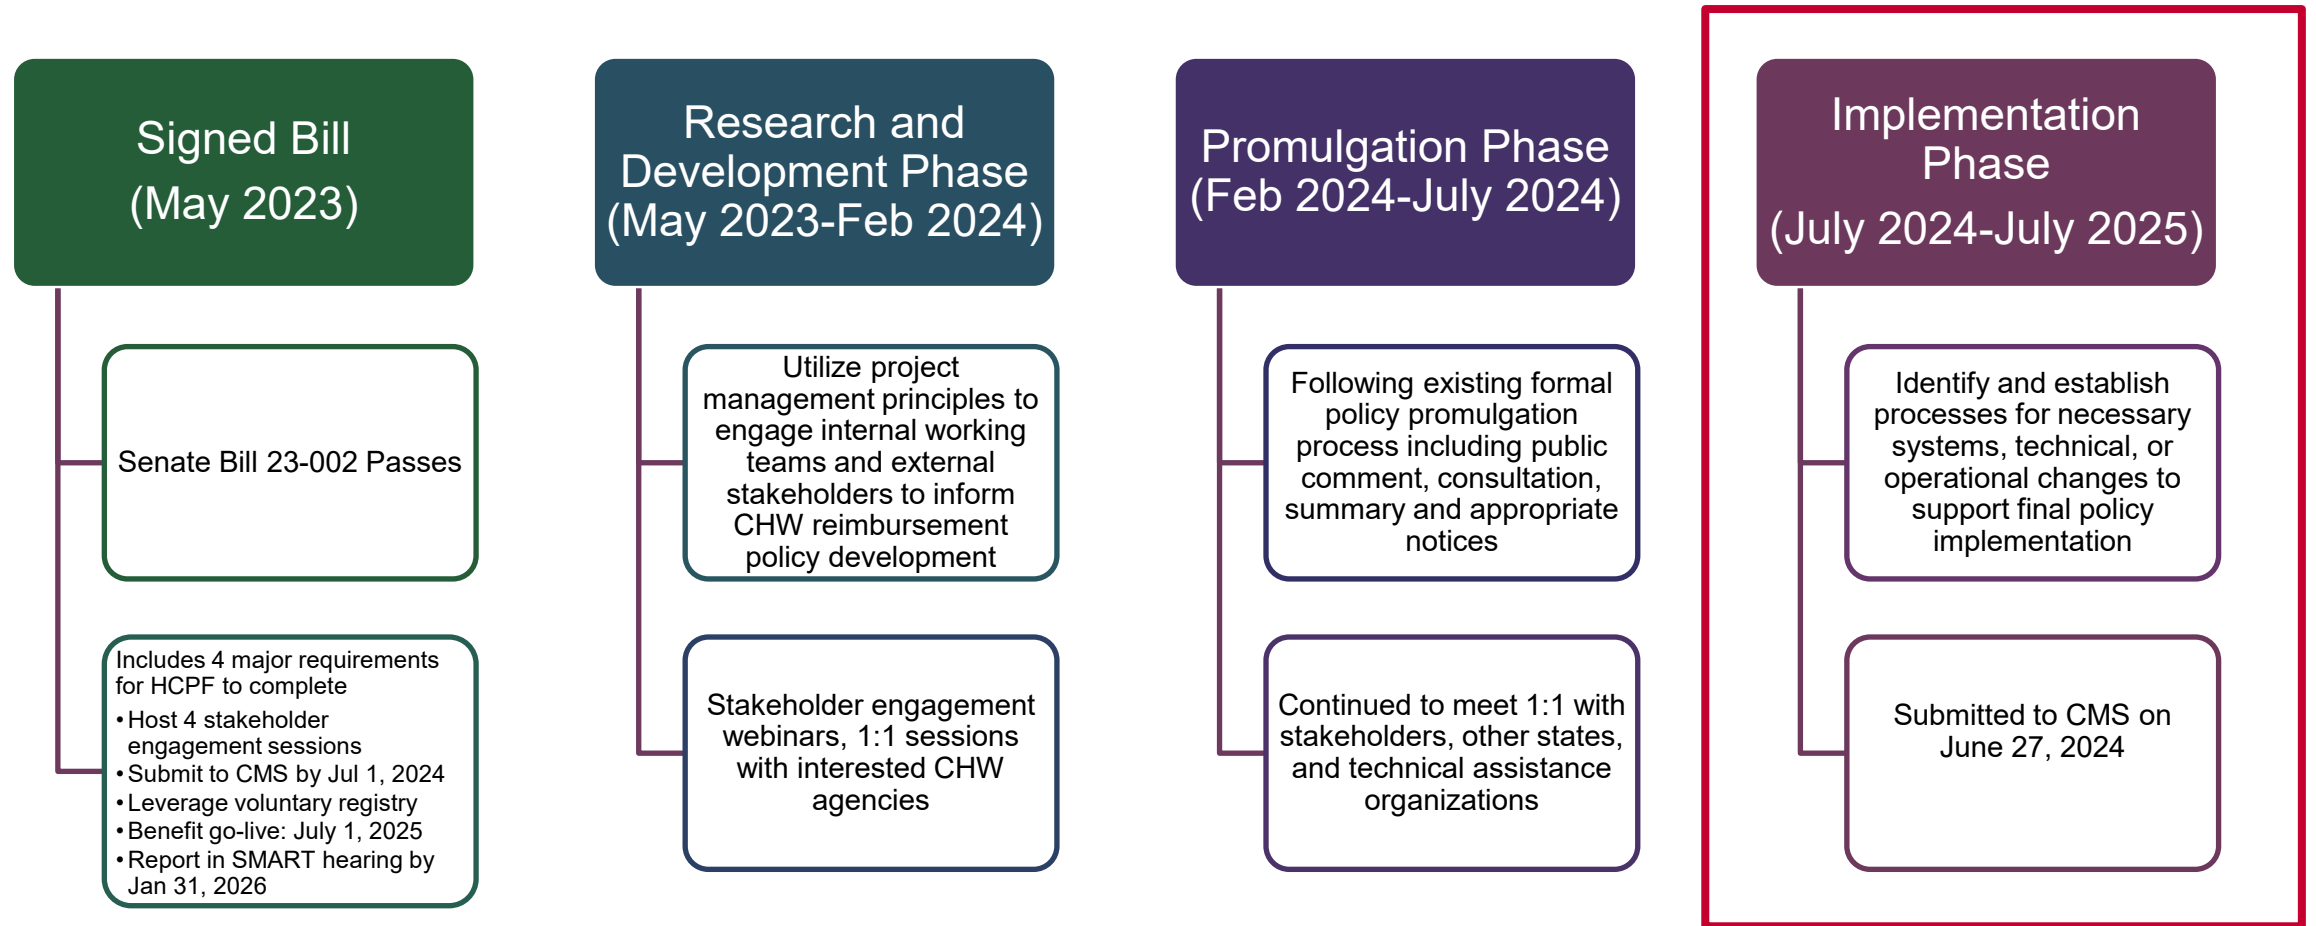 Signed Bill
(May 2023)
Senate Bill 23-002 Passes
Includes 4 major requirements
for HCPF to complete
• Host 4 stakeholder
engagement sessions
• Submit to CMS by Jul 1, 2024
• Leverage voluntary registry
• Benefit go-live: July 1, 2025
• Report in SMART hearing by
Jan 31, 2026
Research and
Development Phase
(May 2023-Feb 2024)
Utilize project
management principles to
engage internal working
teams and external
stakeholders to inform
CHW reimbursement
policy development
Stakeholder engagement
webinars, 1:1 sessions
with interested CHW
agencies
Promulgation Phase
(Feb 2024-July 2024)
Following existing formal
policy promulgation
process including public
comment, consultation,
summary and appropriate
notices
Continued to meet 1:1 with
stakeholders, other states,
and technical assistance
organizations
Implementation
Phase
(July 2024-July 2025)
Identify and establish
processes for necessary
systems, technical, or
operational changes to
support final policy
implementation
Submitted to CMS on
June 27, 2024